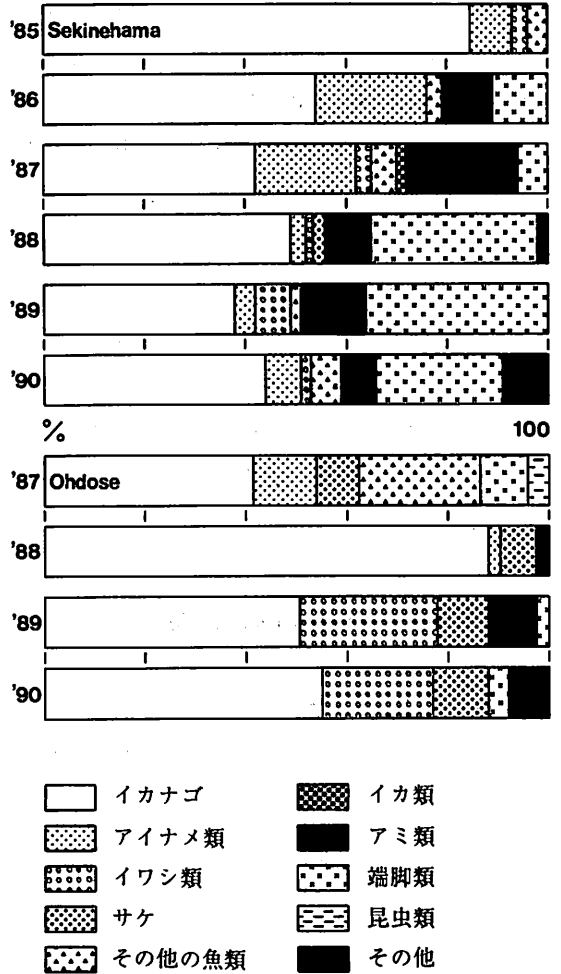 '85 Sekinehama
'86
'87
'88
'89
'90
% 100
'87 Ohdose
'88
'89
'90
イカナゴ イカ類
アイナメ類 アミ類
イワシ類 端脚類
サケ 昆虫類
その他の魚類 その他